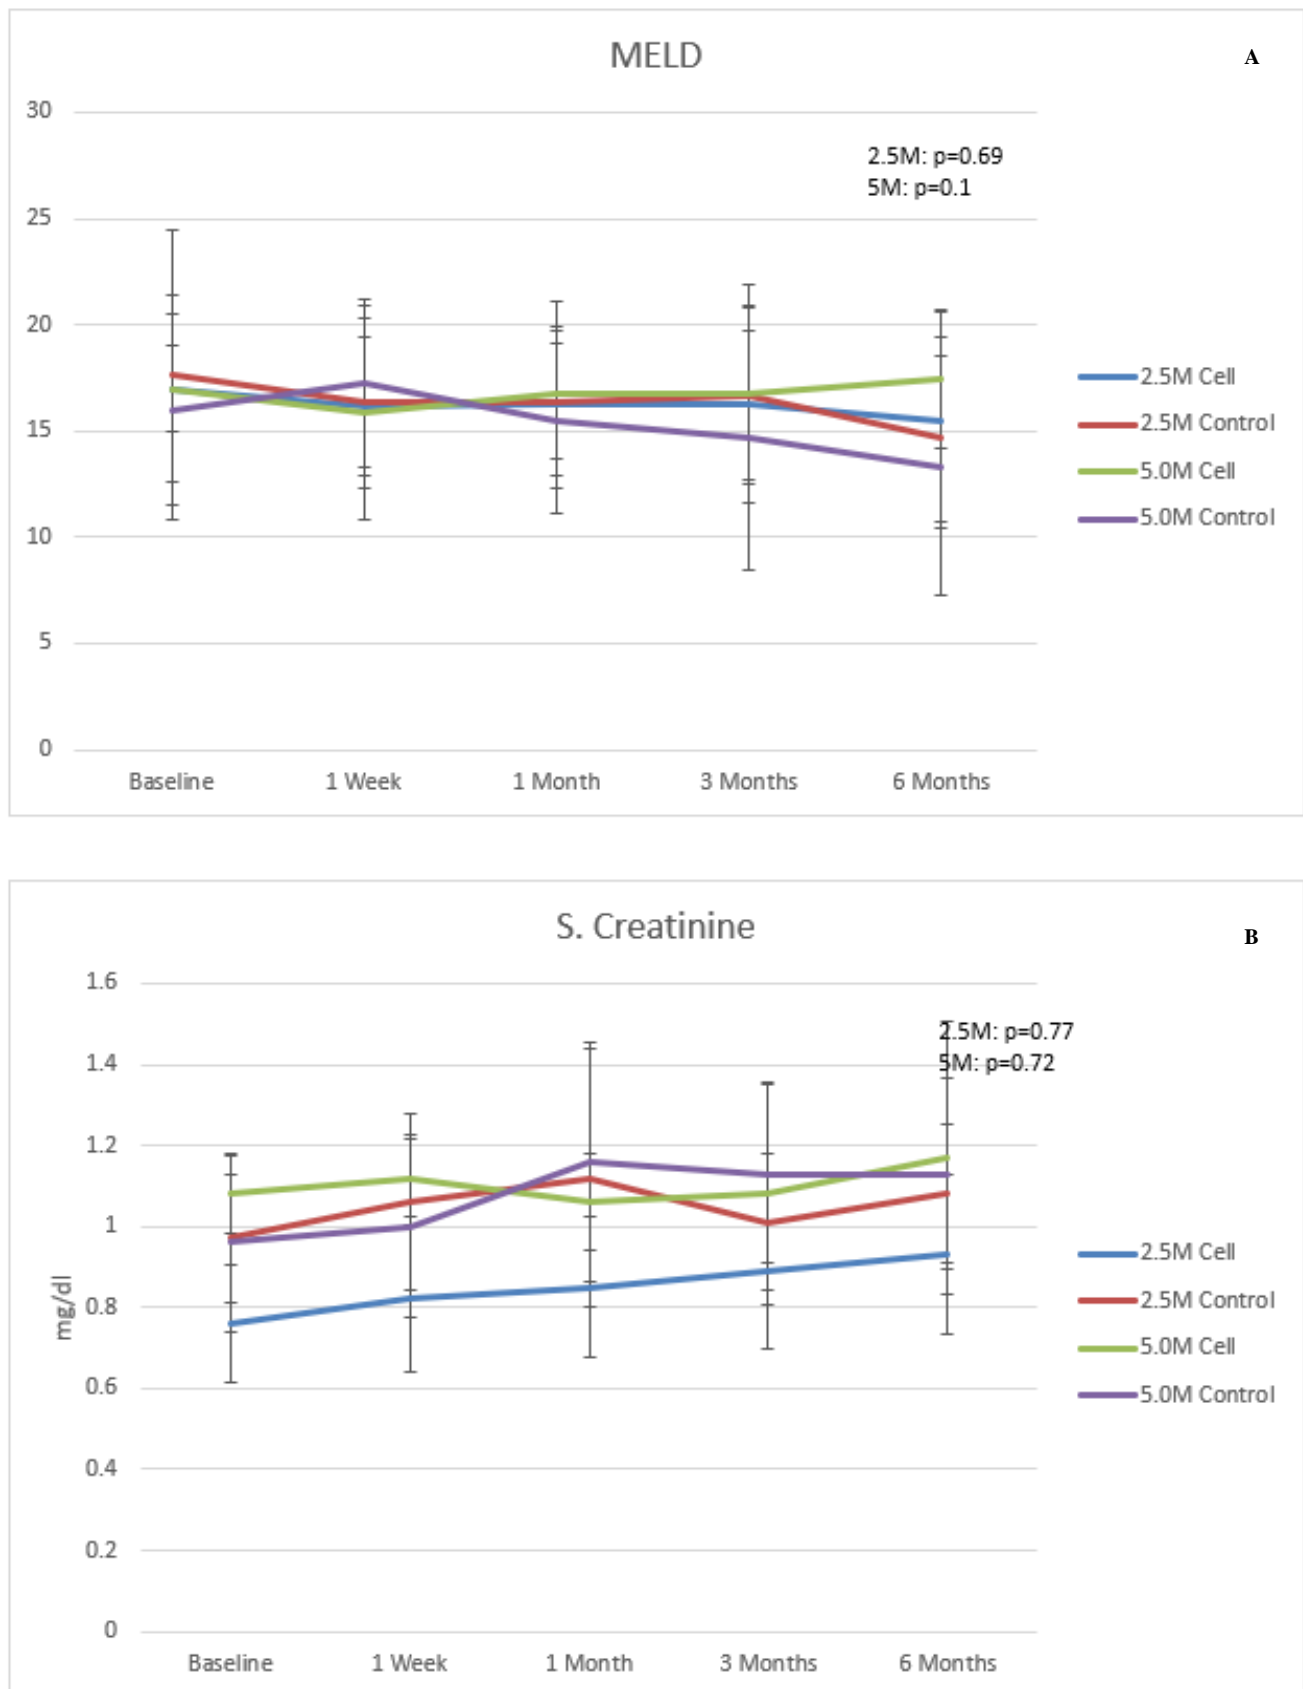 MELD
A
30
2.5M: p=0.69
5M: p=0.1
25
20
2.5M Cell
15
2.5M Control
5.0M Cell
10
5.0M Control
5
0
Baseline 1 Week 1 Month 3 Months 6 Months
S. Creatinine
B
1.6
2.5M: p=0.77
1.4
5M: p=0.72
1.2
1
2.5M Cell
mg/dl
0.8
2.5M Control
5.0M Cell
0.6
5.0M Control
0.4
0.2
0
Baseline 1 Week 1 Month 3 Months 6 Months